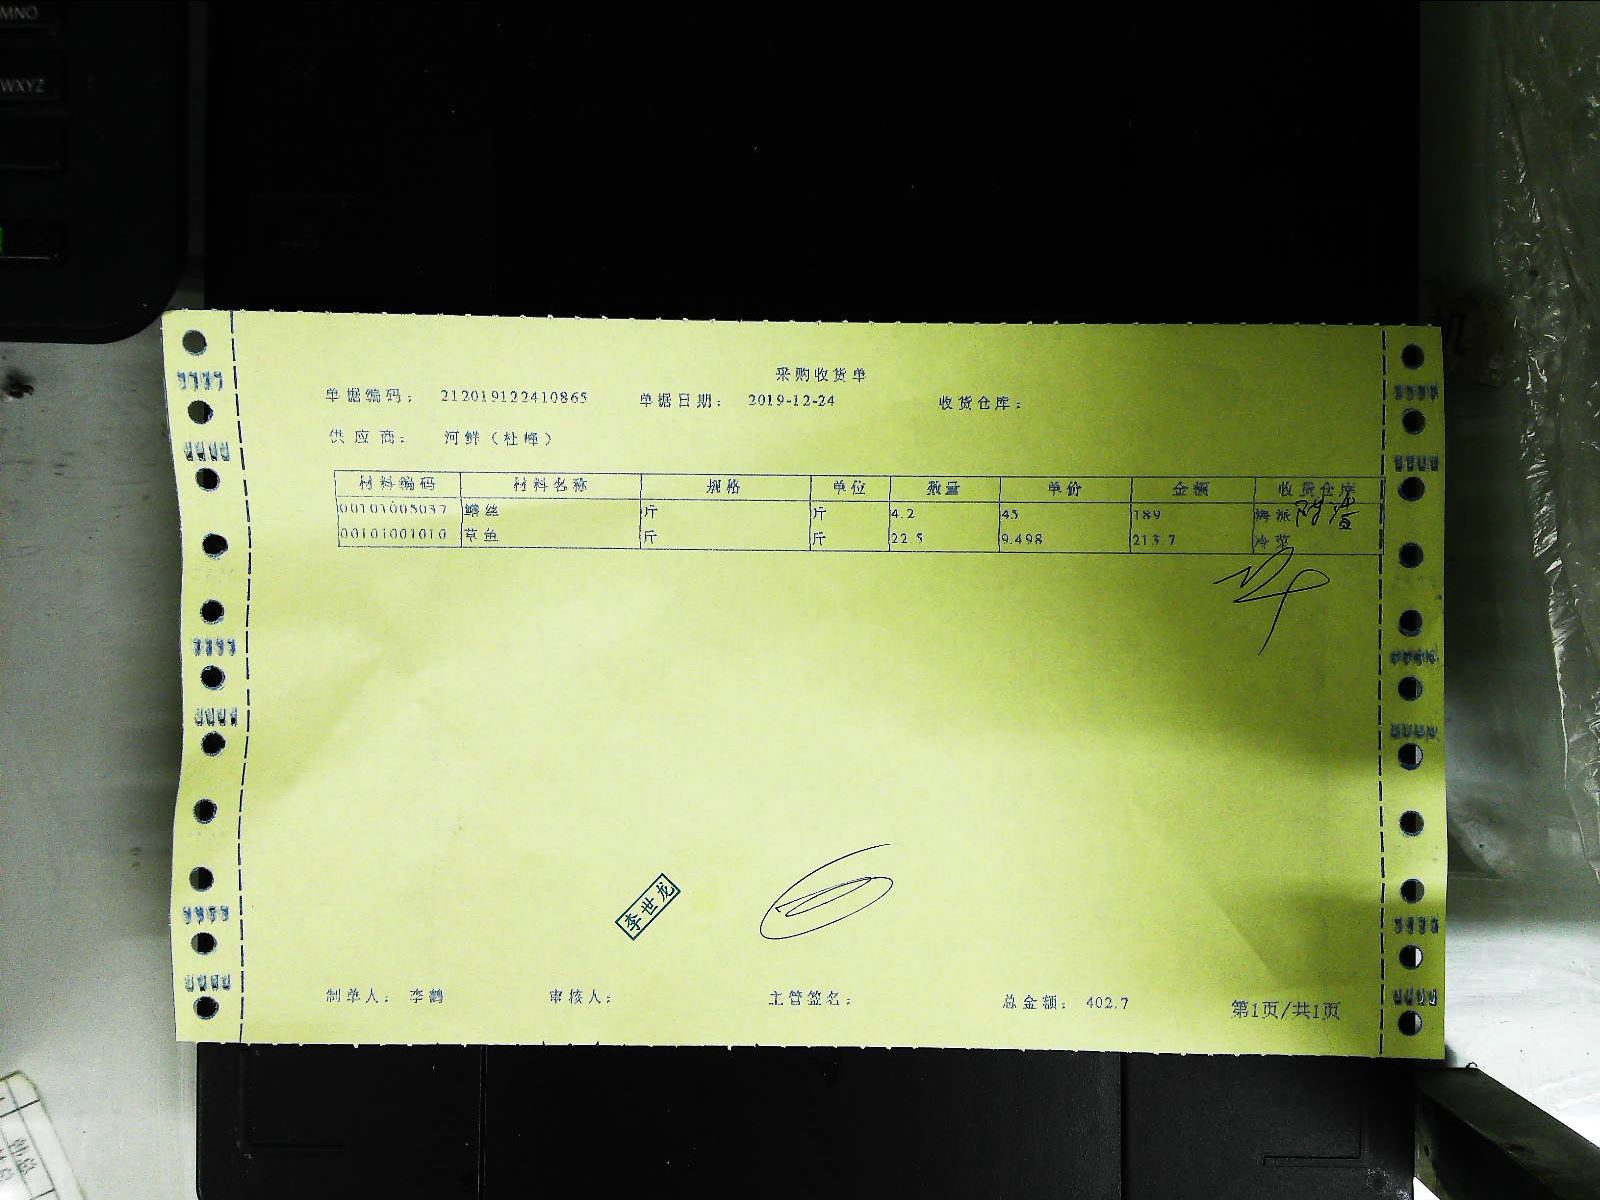 MNO
WXYZ
采购收货单
单据编码： 212019122410865 单据日期： 2019-12-24 收货仓库：
供应商： 河鲜（杜峰）
材料编码 材料名称 规格 单位 数量 单价 金额 收货仓库
00101005037 鳝丝 斤 斤 4.2 45 189 海派
00101001010 草鱼 斤 斤 22.5 9.498 213.7 冷菜
李世龙
制单人： 李鹤 审核人： 主管签名： 总金额： 402.7 第1页/共1页